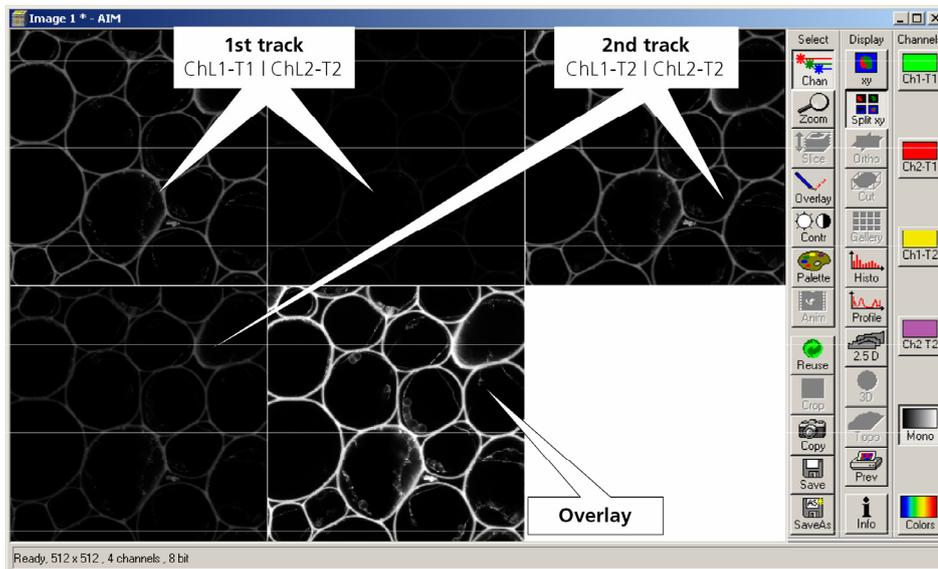 Image 1 * - AIM
1st track
ChL1-T1 | ChL2-T2
2nd track
ChL1-T2 | ChL2-T2
Overlay
Select
Chan
Zoom
Slice
Overlay
Contr
Palette
Anim
Reuse
Crop
Copy
Save
SaveAs
Display
xy
Split xy
Ortho
Cut
Gallery
Histo
Profile
2.5 D
3D
Topo
Prev
Info
Channel
Ch1-T1
Ch2-T1
Ch1-T2
Ch2 T2
Mono
Colors
Ready, 512 x 512 , 4 channels , 8 bit